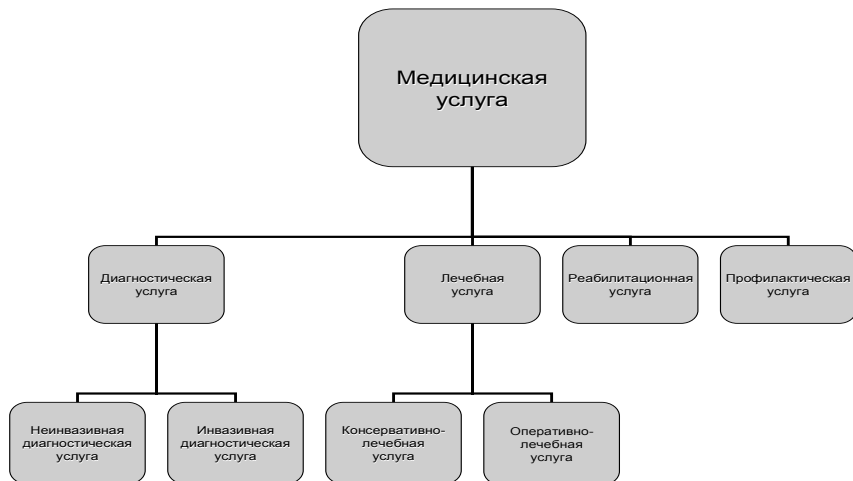 Медицинская
услуга
Диагностическая
услуга
Лечебная
услуга
Реабилитационная
услуга
Профилактическая
услуга
Неинвазивная
диагностическая
услуга
Инвазивная
диагностическая
услуга
Консервативно-
лечебная
услуга
Оперативно-
лечебная
услуга